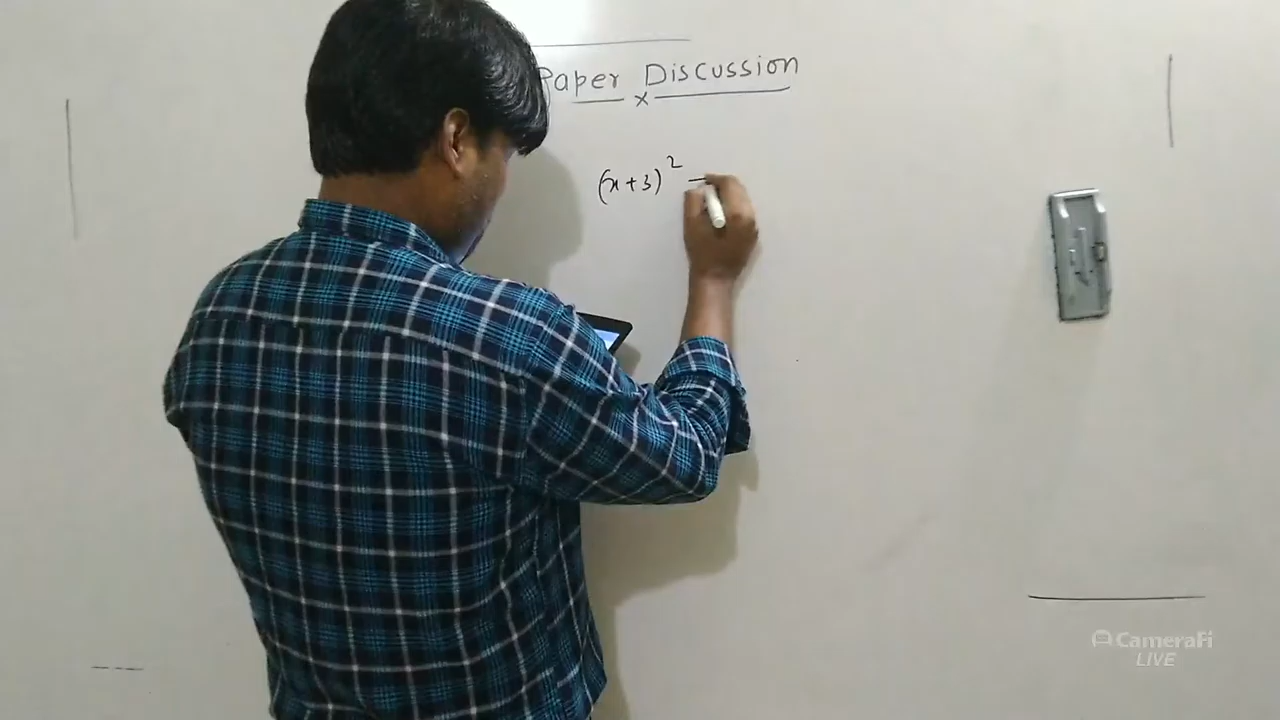 Paper Discussion
x
(x+3)² −
CameraFi
LIVE